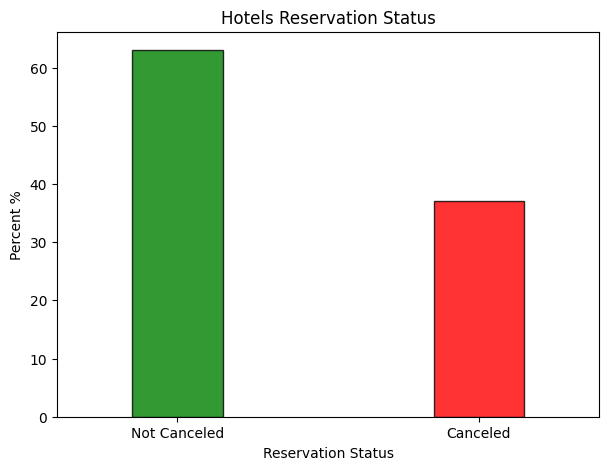 Hotels Reservation Status
Percent %
60
50
40
30
20
10
0
Not Canceled
Canceled
Reservation Status